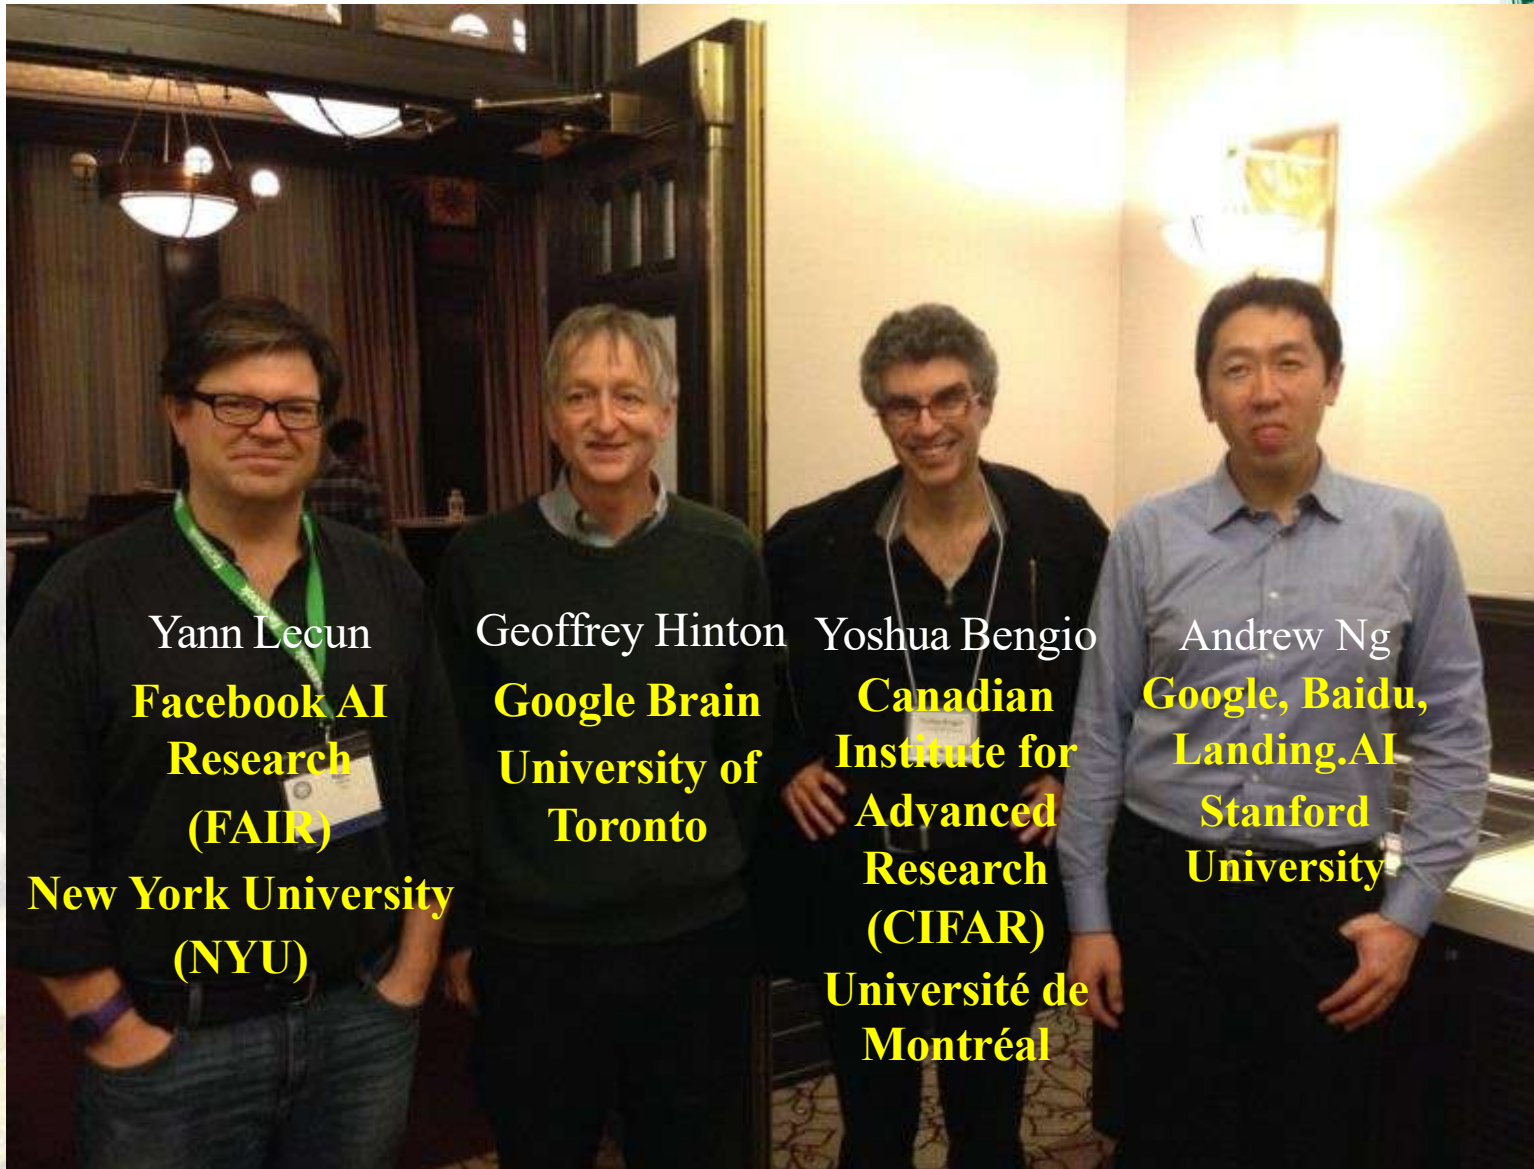 Yann Lecun
Facebook AI
Research
(FAIR)
New York University
(NYU)
Geoffrey Hinton
Google Brain
University of
Toronto
Yoshua Bengio
Canadian
Institute for
Advanced
Research
(CIFAR)
Université de
Montréal
Andrew Ng
Google, Baidu,
Landing.AI
Stanford
University